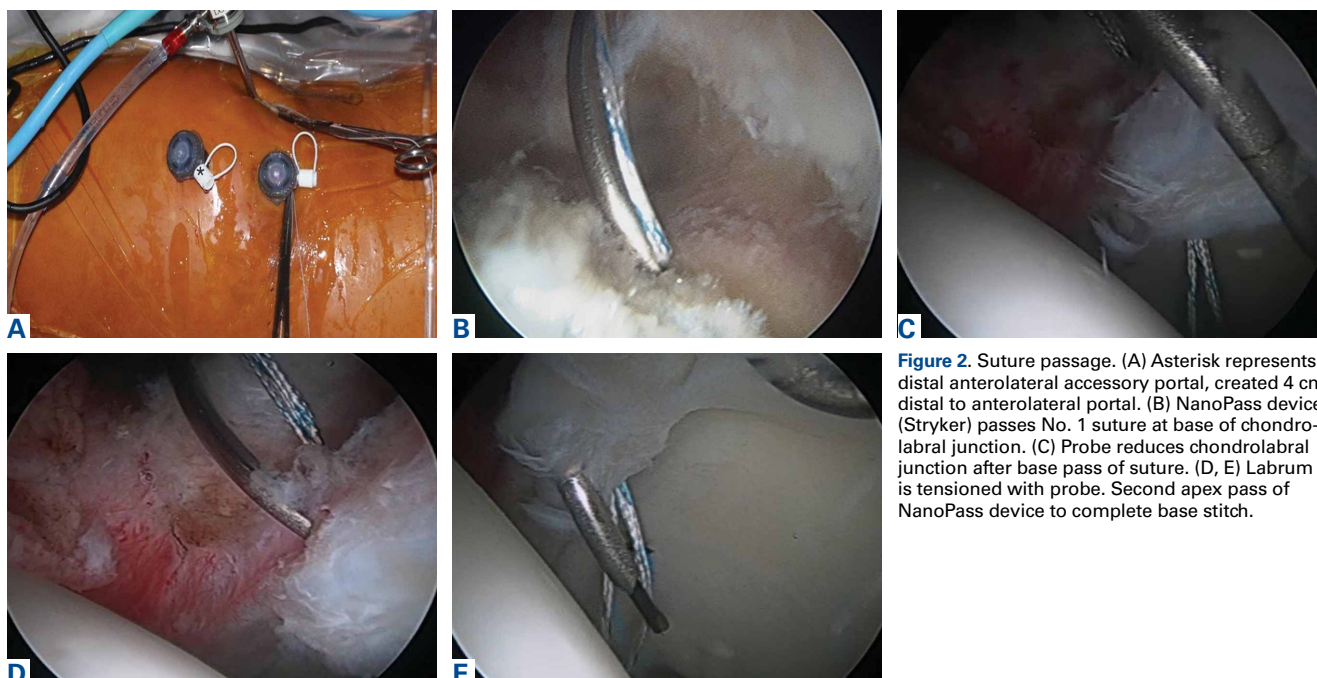 A
*
B
C
Figure 2. Suture passage. (A) Asterisk represents
distal anterolateral accessory portal, created 4 cm
distal to anterolateral portal. (B) NanoPass device
(Stryker) passes No. 1 suture at base of chondro-
labral junction. (C) Probe reduces chondrolabral
junction after base pass of suture. (D, E) Labrum
is tensioned with probe. Second apex pass of
NanoPass device to complete base stitch.
D
E